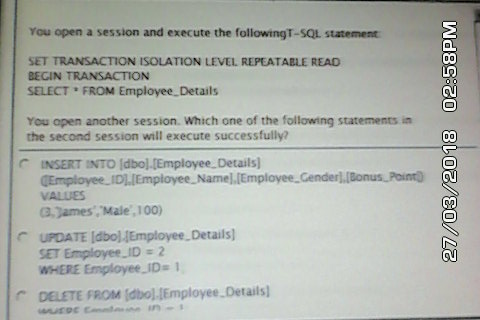 You open a session and execute the followingT-SQL statement:
SET TRANSACTION ISOLATION LEVEL REPEATABLE READ
BEGIN TRANSACTION
SELECT * FROM Employee_Details
You open another session. Which one of the following statements in
the second session will execute successfully?
INSERT INTO [dbo].[Employee_Details]
([Employee_ID],[Employee_Name],[Employee_Gender],[Bonus_Point])
VALUES
(3,'James','Male',100)
UPDATE [dbo].[Employee_Details]
SET Employee_ID = 2
WHERE Employee_ID= 1
DELETE FROM [dbo].[Employee_Details]
WHERE Employee_ID = 1
27/03/2018 02:58PM